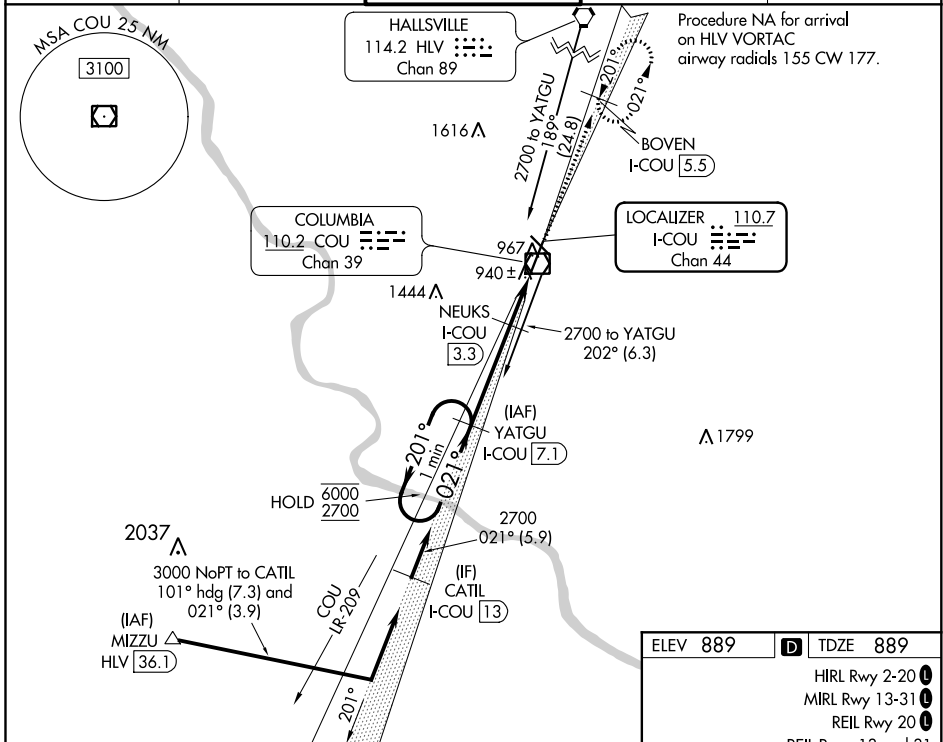 MSA COU 25 NM
3100
HALLSVILLE
114.2 HLV
Chan 89
Procedure NA for arrival
on HLV VORTAC
airway radials 155 CW 177.
201°
021°
2700 to YATGU
189°
(24.8)
1616
BOVEN
I-COU 5.5
COLUMBIA
110.2 COU
Chan 39
LOCALIZER 110.7
I-COU
Chan 44
967
940 ±
1444
NEUKS
I-COU
3.3
2700 to YATGU
202° (6.3)
(IAF)
YATGU
I-COU 7.1
1799
201°
1 min
021°
HOLD 6000
2700
2700
021° (5.9)
2037
3000 NoPT to CATIL
101° hdg (7.3) and
021° (3.9)
(IF)
CATIL
I-COU 13
COU
LR-209
(IAF)
MIZZU
HLV 36.1
201°
ELEV 889 D TDZE 889
HIRL Rwy 2-20 L
MIRL Rwy 13-31 L
REIL Rwy 20 L